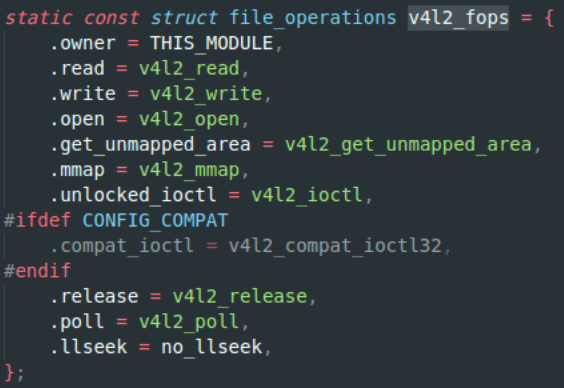 static const struct file_operations v4l2_fops = {
    .owner = THIS_MODULE,
    .read = v4l2_read,
    .write = v4l2_write,
    .open = v4l2_open,
    .get_unmapped_area = v4l2_get_unmapped_area,
    .mmap = v4l2_mmap,
    .unlocked_ioctl = v4l2_ioctl,
#ifdef CONFIG_COMPAT
    .compat_ioctl = v4l2_compat_ioctl32,
#endif
    .release = v4l2_release,
    .poll = v4l2_poll,
    .llseek = no_llseek,
};